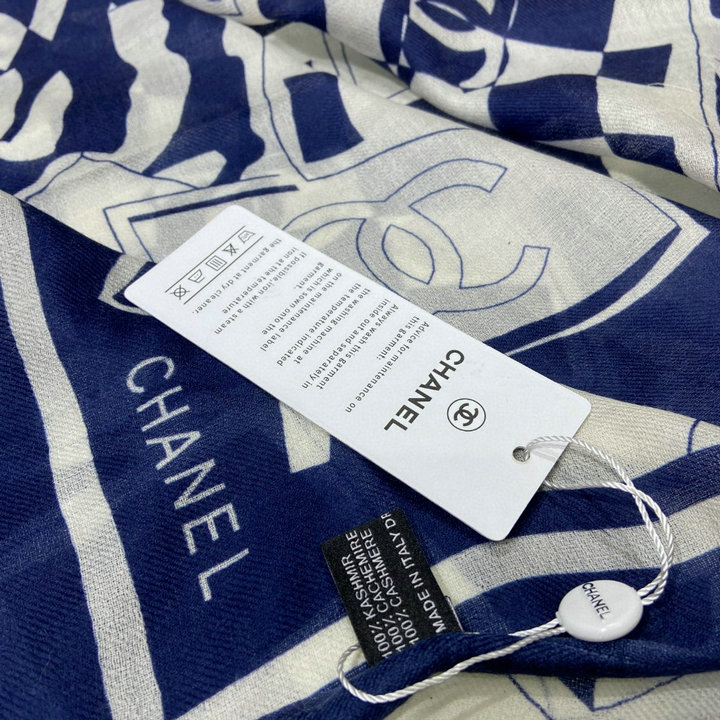 CHANEL
CHANEL
Advice for maintenance on
this garment:
Always wash this garment
inside out and separately in
the washing machine at
the temperature indicated
on the maintenance label
which is sown onto the
garment.
If possible, iron with a steam
iron at the temperature
the garment at dry cleaner.
100% KASHMIR
100% CACHEMIRE
100% CASHMERE
MADE IN ITALY
CHANEL